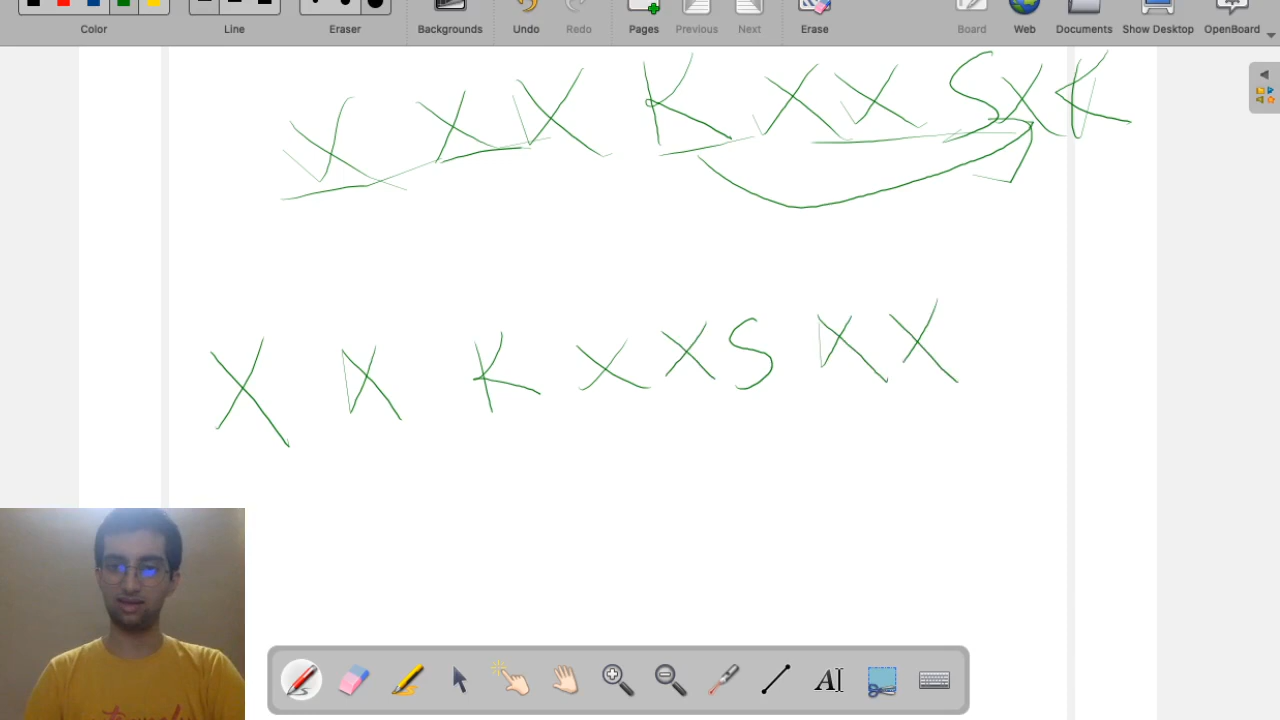 Color Line Eraser Backgrounds Undo Redo Pages Previous Next Erase Board Web Documents Show Desktop OpenBoard
X X X K X X S X K
X X K X X S X X
A